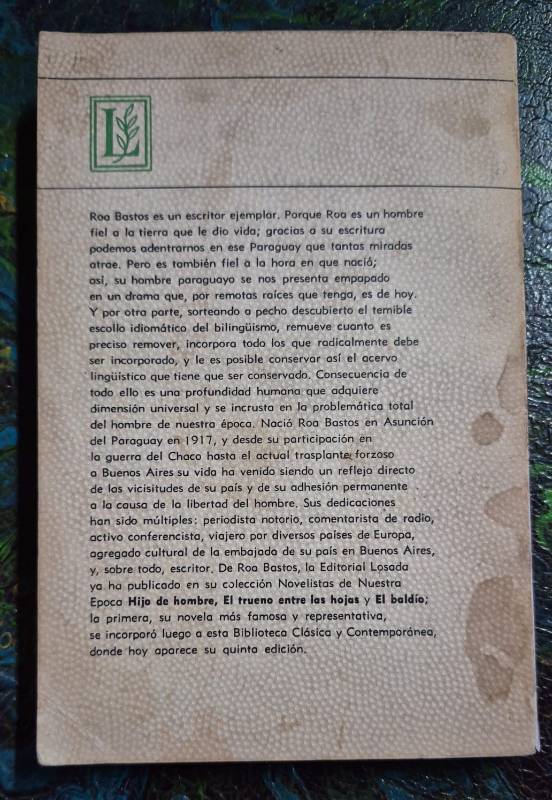 L
Roa Bastos es un escritor ejemplar. Porque Roa es un hombre
fiel a la tierra que le dio vida; gracias a su escritura
podemos adentrarnos en ese Paraguay que tantas miradas
atrae. Pero es también fiel a la hora en que nació;
así, su hombre paraguayo se nos presenta empapado
en un drama que, por remotas raíces que tenga, es de hoy.
Y por otra parte, sorteando a pecho descubierto el temible
escollo idiomático del bilingüismo, remueve cuanto es
preciso remover, incorpora todo los que radicalmente debe
ser incorporado, y le es posible conservar así el acervo
lingüístico que tiene que ser conservado. Consecuencia de
todo ello es una profundidad humana que adquiere
dimensión universal y se incrusta en la problemática total
del hombre de nuestra época. Nació Roa Bastos en Asunción
del Paraguay en 1917, y desde su participación en
la guerra del Chaco hasta el actual trasplante forzoso
a Buenos Aires su vida ha venido siendo un reflejo directo
de las vicisitudes de su país y de su adhesión permanente
a la causa de la libertad del hombre. Sus dedicaciones
han sido múltiples: periodista notorio, comentarista de radio,
activo conferencista, viajero por diversos países de Europa,
agregado cultural de la embajada de su país en Buenos Aires,
y, sobre todo, escritor. De Roa Bastos, la Editorial Losada
ya ha publicado en su colección Novelistas de Nuestra
Epoca Hijo de hombre, El trueno entre las hojas y El baldío;
la primera, su novela más famosa y representativa,
se incorporó luego a esta Biblioteca Clásica y Contemporánea,
donde hoy aparece su quinta edición.